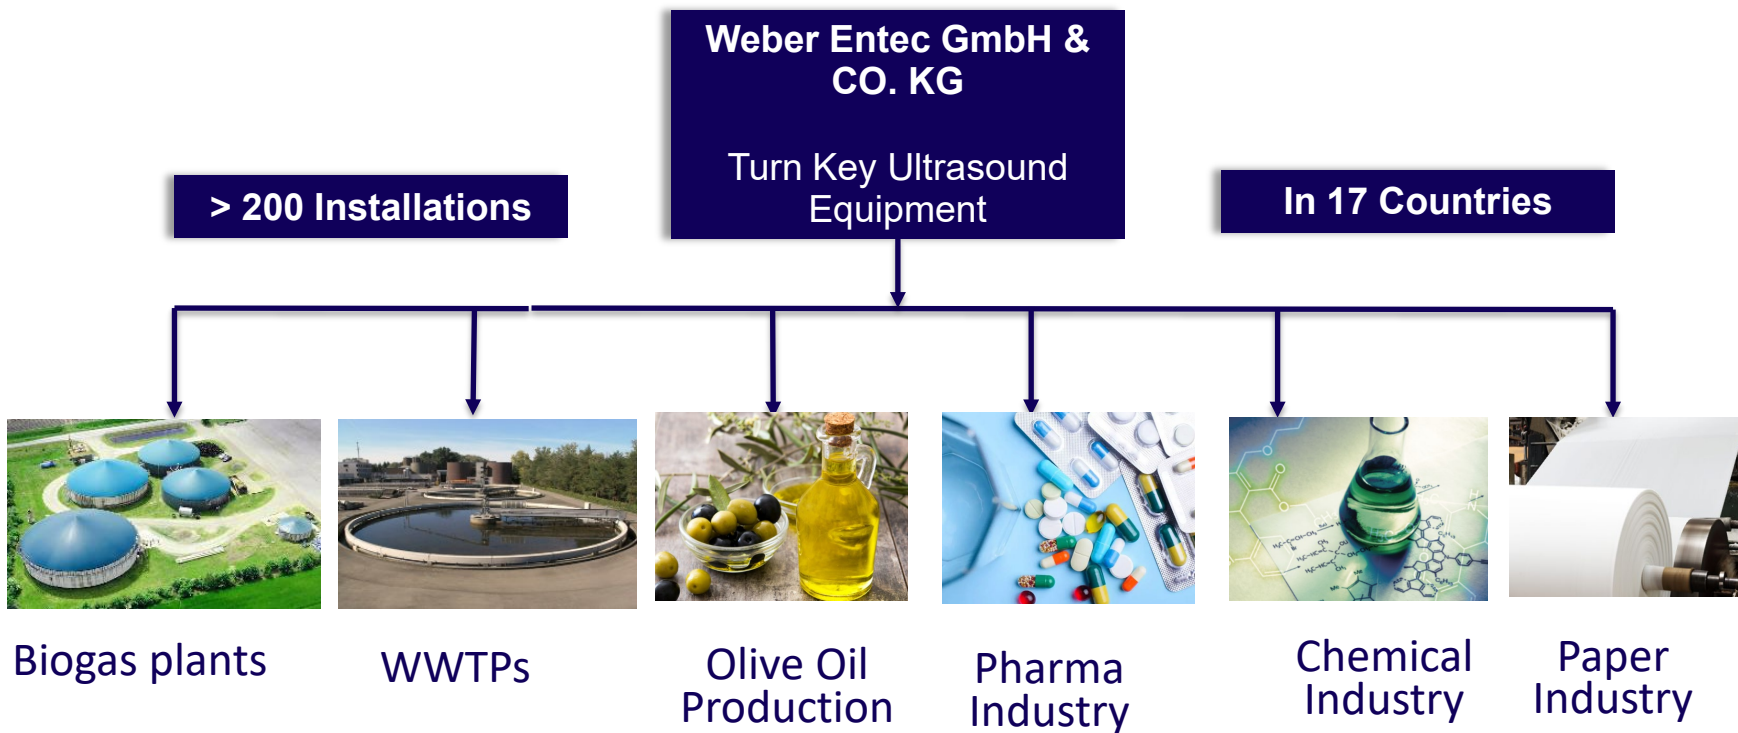 Weber Entec GmbH &
CO. KG
Turn Key Ultrasound
Equipment
> 200 Installations
In 17 Countries
Biogas plants
WWTPs
Olive Oil
Production
Pharma
Industry
Chemical
Industry
Paper
Industry